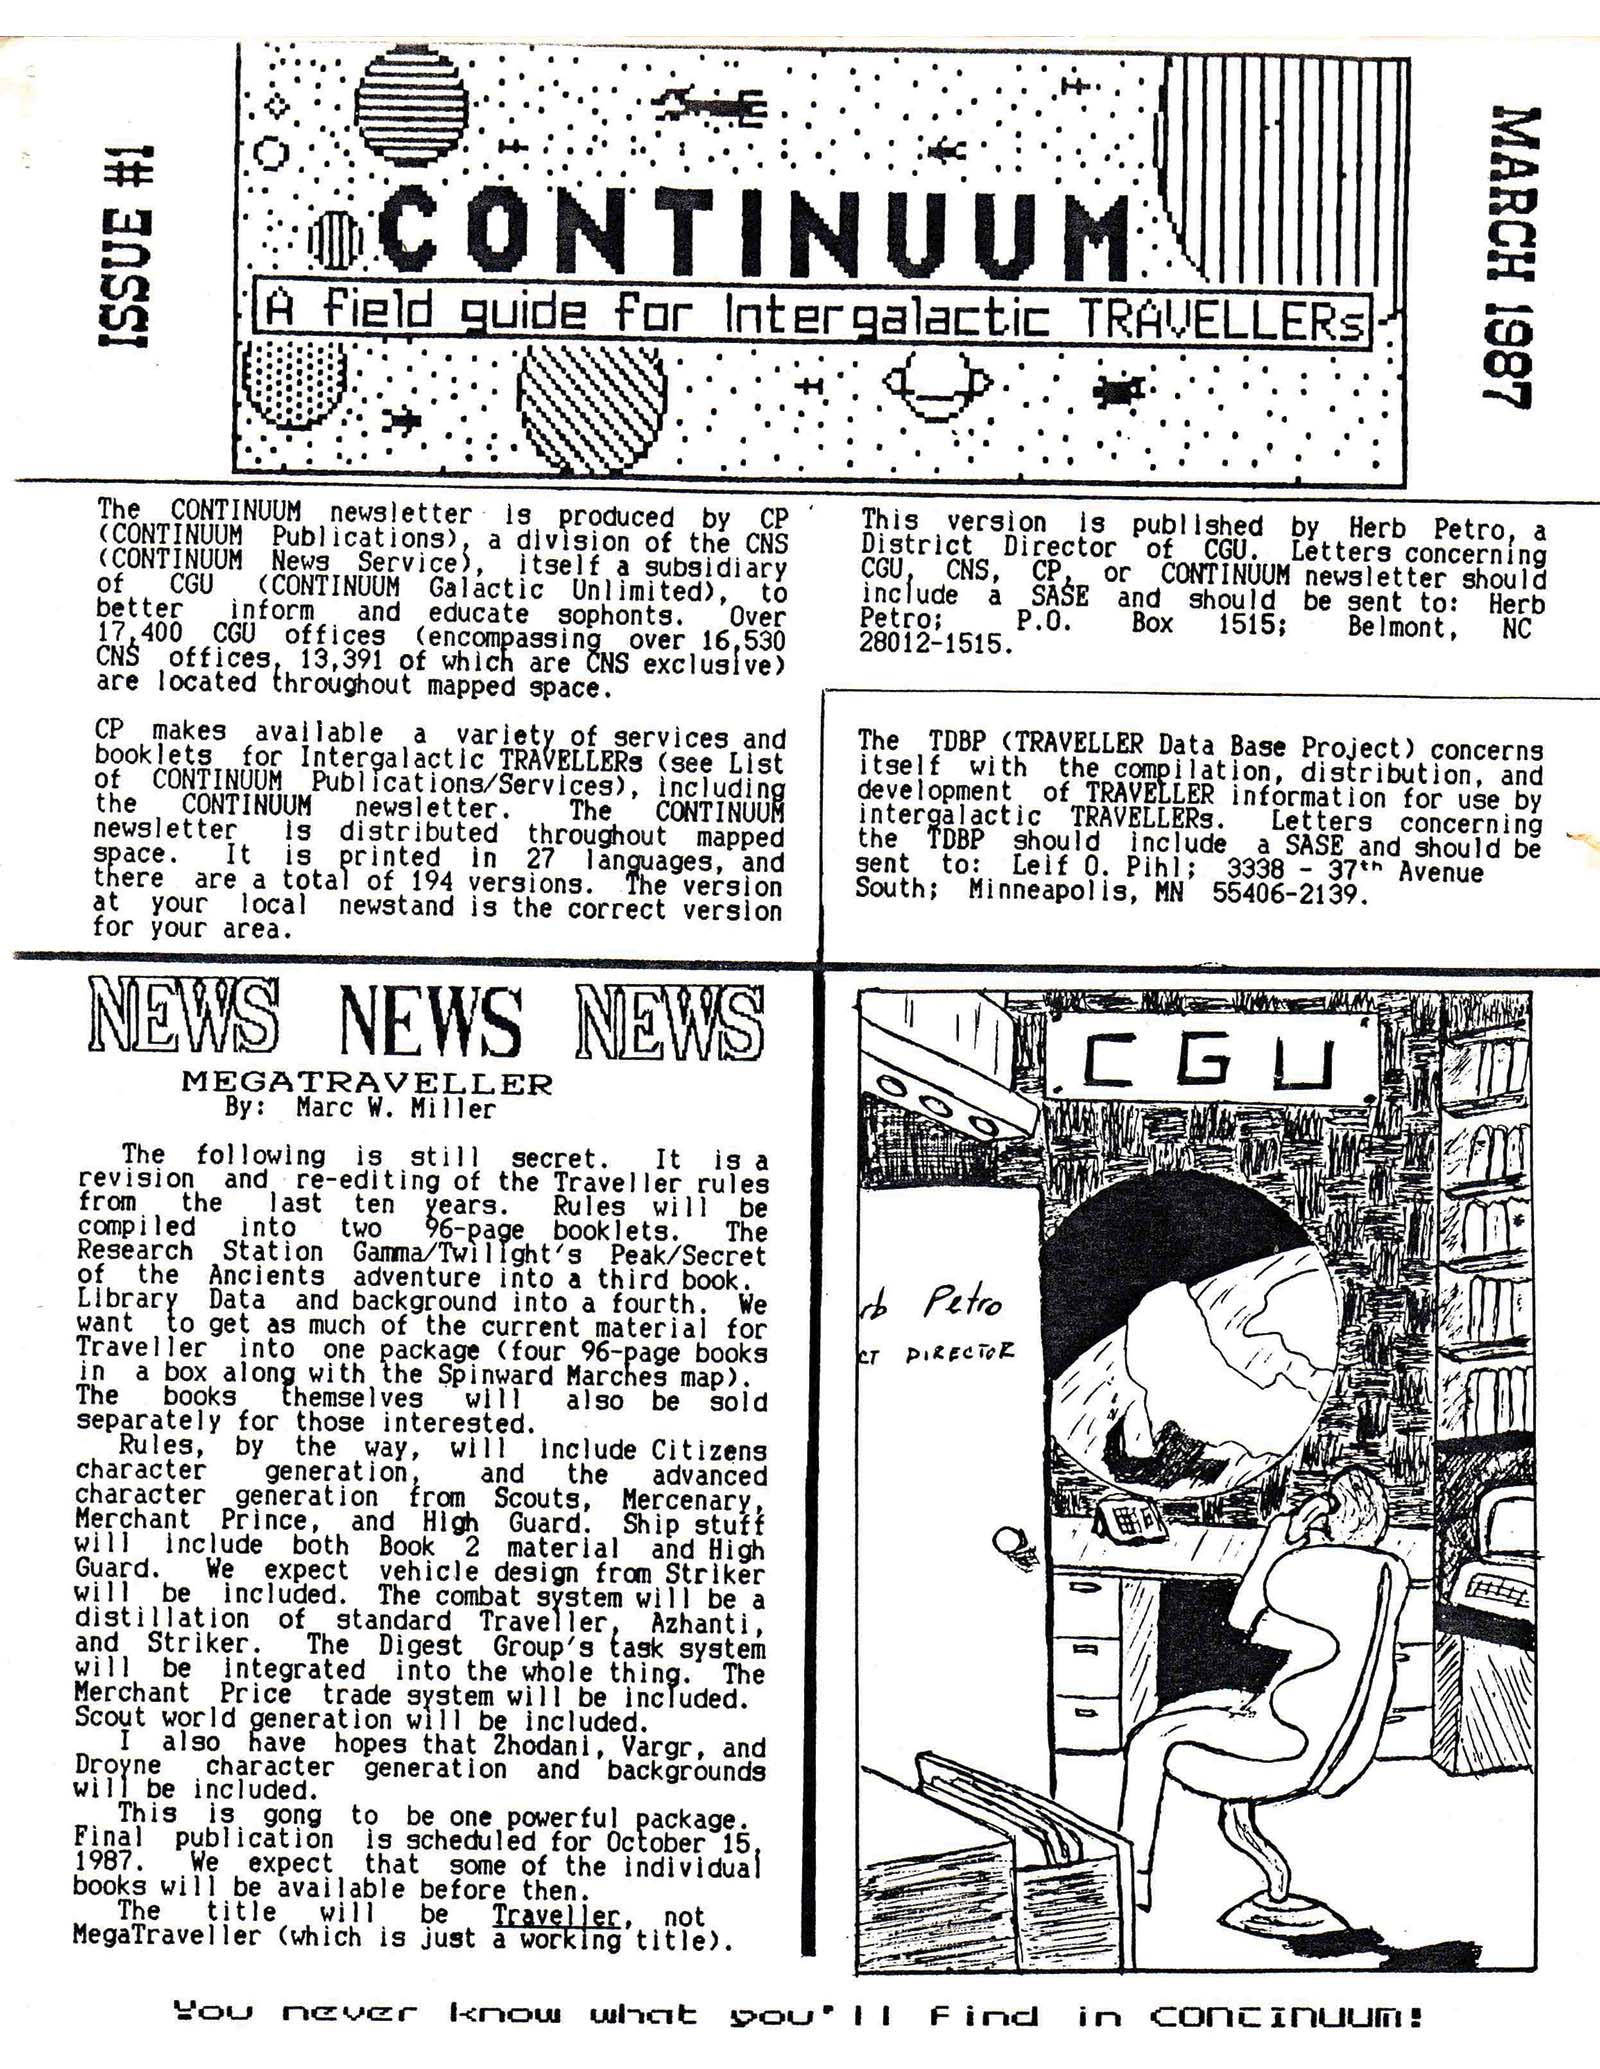 ISSUE #1
MARCH 1987
CONTINUUM
A field guide for Intergalactic TRAVELLERs
The CONTINUUM newsletter is produced by CP
(CONTINUUM Publications), a division of the CNS
(CONTINUUM News Service), itself a subsidiary
of CGU (CONTINUUM Galactic Unlimited), to
better inform and educate sophonts. Over
17,400 CGU offices (encompassing over 16,530
CNS offices, 13,391 of which are CNS exclusive)
are located throughout mapped space.
CP makes available a variety of services and
booklets for Intergalactic TRAVELLERs (see List
of CONTINUUM Publications/Services), including
the CONTINUUM newsletter. The CONTINUUM
newsletter is distributed throughout mapped
space. It is printed in 27 languages, and
there are a total of 194 versions. The version
at your local newstand is the correct version
for your area.
This version is published by Herb Petro, a
District Director of CGU. Letters concerning
CGU, CNS, CP, or CONTINUUM newsletter should
include a SASE and should be sent to: Herb
Petro; P.O. Box 1515; Belmont, NC
28012-1515.
The TDBP (TRAVELLER Data Base Project) concerns
itself with the compilation, distribution, and
development of TRAVELLER information for use by
intergalactic TRAVELLERs. Letters concerning
the TDBP should include a SASE and should be
sent to: Leif O. Pihl; 3338 - 37th Avenue
South; Minneapolis, MN 55406-2139.
NEWS NEWS NEWS
MEGATRAVELLER
By: Marc W. Miller
The following is still secret. It is a
revision and re-editing of the Traveller rules
from the last ten years. Rules will be
compiled into two 96-page booklets. The
Research Station Gamma/Twilight's Peak/Secret
of the Ancients adventure into a third book.
Library Data and background into a fourth. We
want to get as much of the current material for
Traveller into one package (four 96-page books
in a box along with the Spinward Marches map).
The books themselves will also be sold
separately for those interested.
Rules, by the way, will include Citizens
character generation, and the advanced
character generation from Scouts, Mercenary,
Merchant Prince, and High Guard. Ship stuff
will include both Book 2 material and High
Guard. We expect vehicle design from Striker
will be included. The combat system will be a
distillation of standard Traveller, Azhanti,
and Striker. The Digest Group's task system
will be integrated into the whole thing. The
Merchant Price trade system will be included.
Scout world generation will be included.
I also have hopes that Zhodani, Vargr, and
Droyne character generation and backgrounds
will be included.
This is gong to be one powerful package.
Final publication is scheduled for October 15,
1987. We expect that some of the individual
books will be available before then.
The title will be Traveller, not
MegaTraveller (which is just a working title).
CGU
rb Petro
CT DIRECTOR
You never know what you'll find in CONTINUUM!